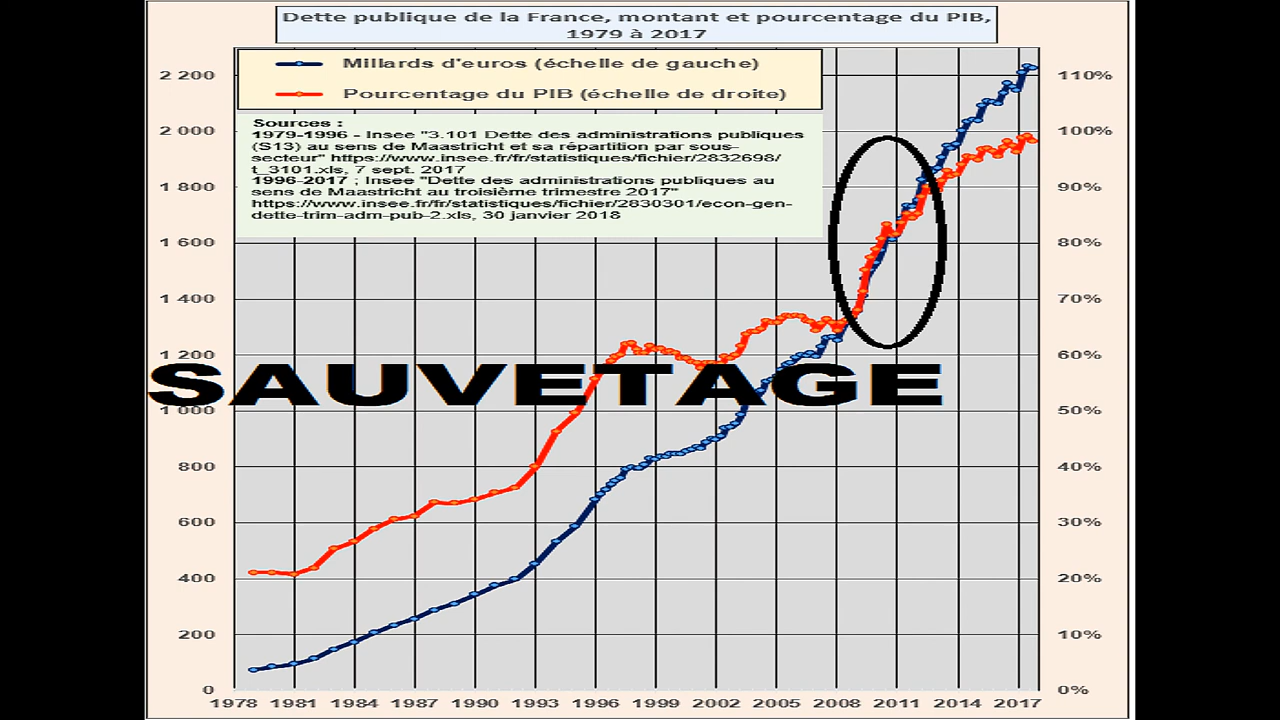 Dette publique de la France, montant et pourcentage du PIB,
1979 à 2017
Millards d'euros (échelle de gauche)
Pourcentage du PIB (échelle de droite)
Sources :
1979-1996 - Insee "3.101 Dette des administrations publiques
(S13) au sens de Maastricht et sa répartition par sous-
secteur" https://www.insee.fr/fr/statistiques/fichier/2832698/
t_3101.xls, 7 sept. 2017
1996-2017 ; Insee "Dette des administrations publiques au
sens de Maastricht au troisième trimestre 2017"
https://www.insee.fr/fr/statistiques/fichier/2830301/econ-gen-
dette-trim-adm-pub-2.xls, 30 janvier 2018
2 200 110%
2 000 100%
1 800 90%
1 600 80%
1 400 70%
1 200 60%
SAUVETAGE
1 000 50%
800 40%
600 30%
400 20%
200 10%
0 0%
1978 1981 1984 1987 1990 1993 1996 1999 2002 2005 2008 2011 2014 2017